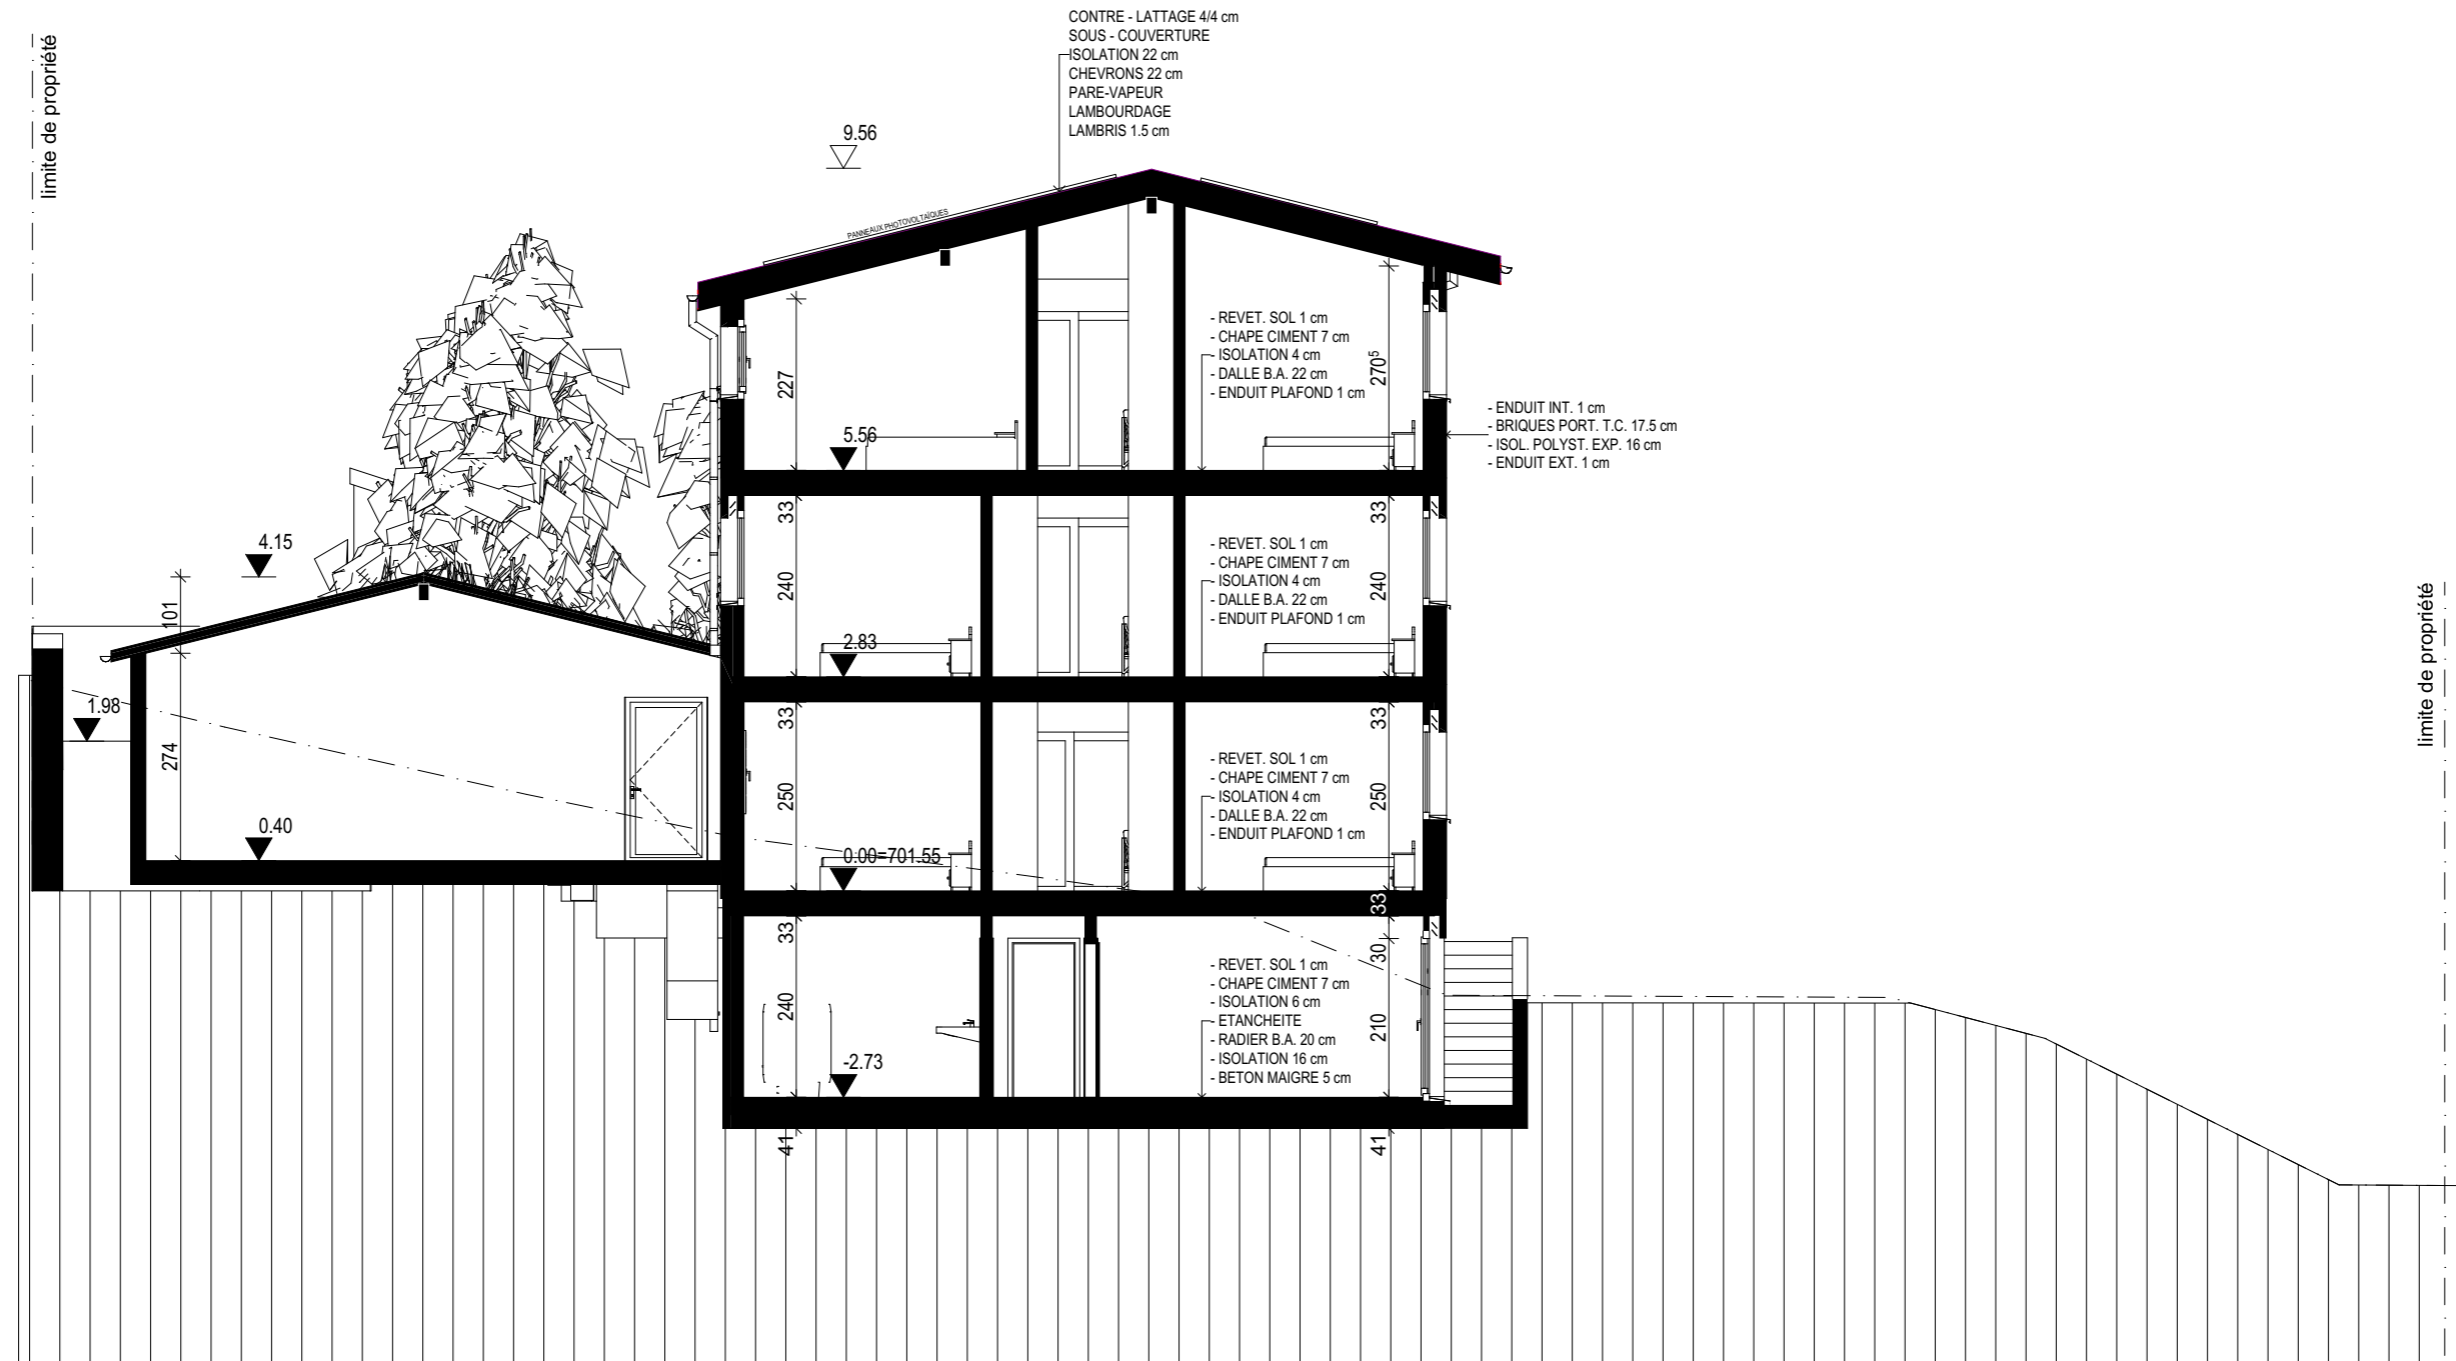 CONTRE - LATTAGE 4/4 cm
SOUS - COUVERTURE
ISOLATION 22 cm
CHEVRONS 22 cm
PARE-VAPEUR
LAMBOURDAGE
LAMBRIS 1.5 cm
limite de propriété
9.56
PANNEAUX PHOTOVOLTAÏQUES
- REVET. SOL 1 cm
- CHAPE CIMENT 7 cm
- ISOLATION 4 cm
- DALLE B.A. 22 cm
- ENDUIT PLAFOND 1 cm
227
270⁵
- ENDUIT INT. 1 cm
- BRIQUES PORT. T.C. 17.5 cm
- ISOL. POLYST. EXP. 16 cm
- ENDUIT EXT. 1 cm
5.56
33
33
4.15
- REVET. SOL 1 cm
- CHAPE CIMENT 7 cm
- ISOLATION 4 cm
- DALLE B.A. 22 cm
- ENDUIT PLAFOND 1 cm
240
240
101
2.83
limite de propriété
1.98
33
33
274
- REVET. SOL 1 cm
- CHAPE CIMENT 7 cm
- ISOLATION 4 cm
- DALLE B.A. 22 cm
- ENDUIT PLAFOND 1 cm
250
250
0.40
0.00=701.55
33
33
30
- REVET. SOL 1 cm
- CHAPE CIMENT 7 cm
- ISOLATION 6 cm
- ETANCHEITE
- RADIER B.A. 20 cm
- ISOLATION 16 cm
- BETON MAIGRE 5 cm
240
210
-2.73
41
41